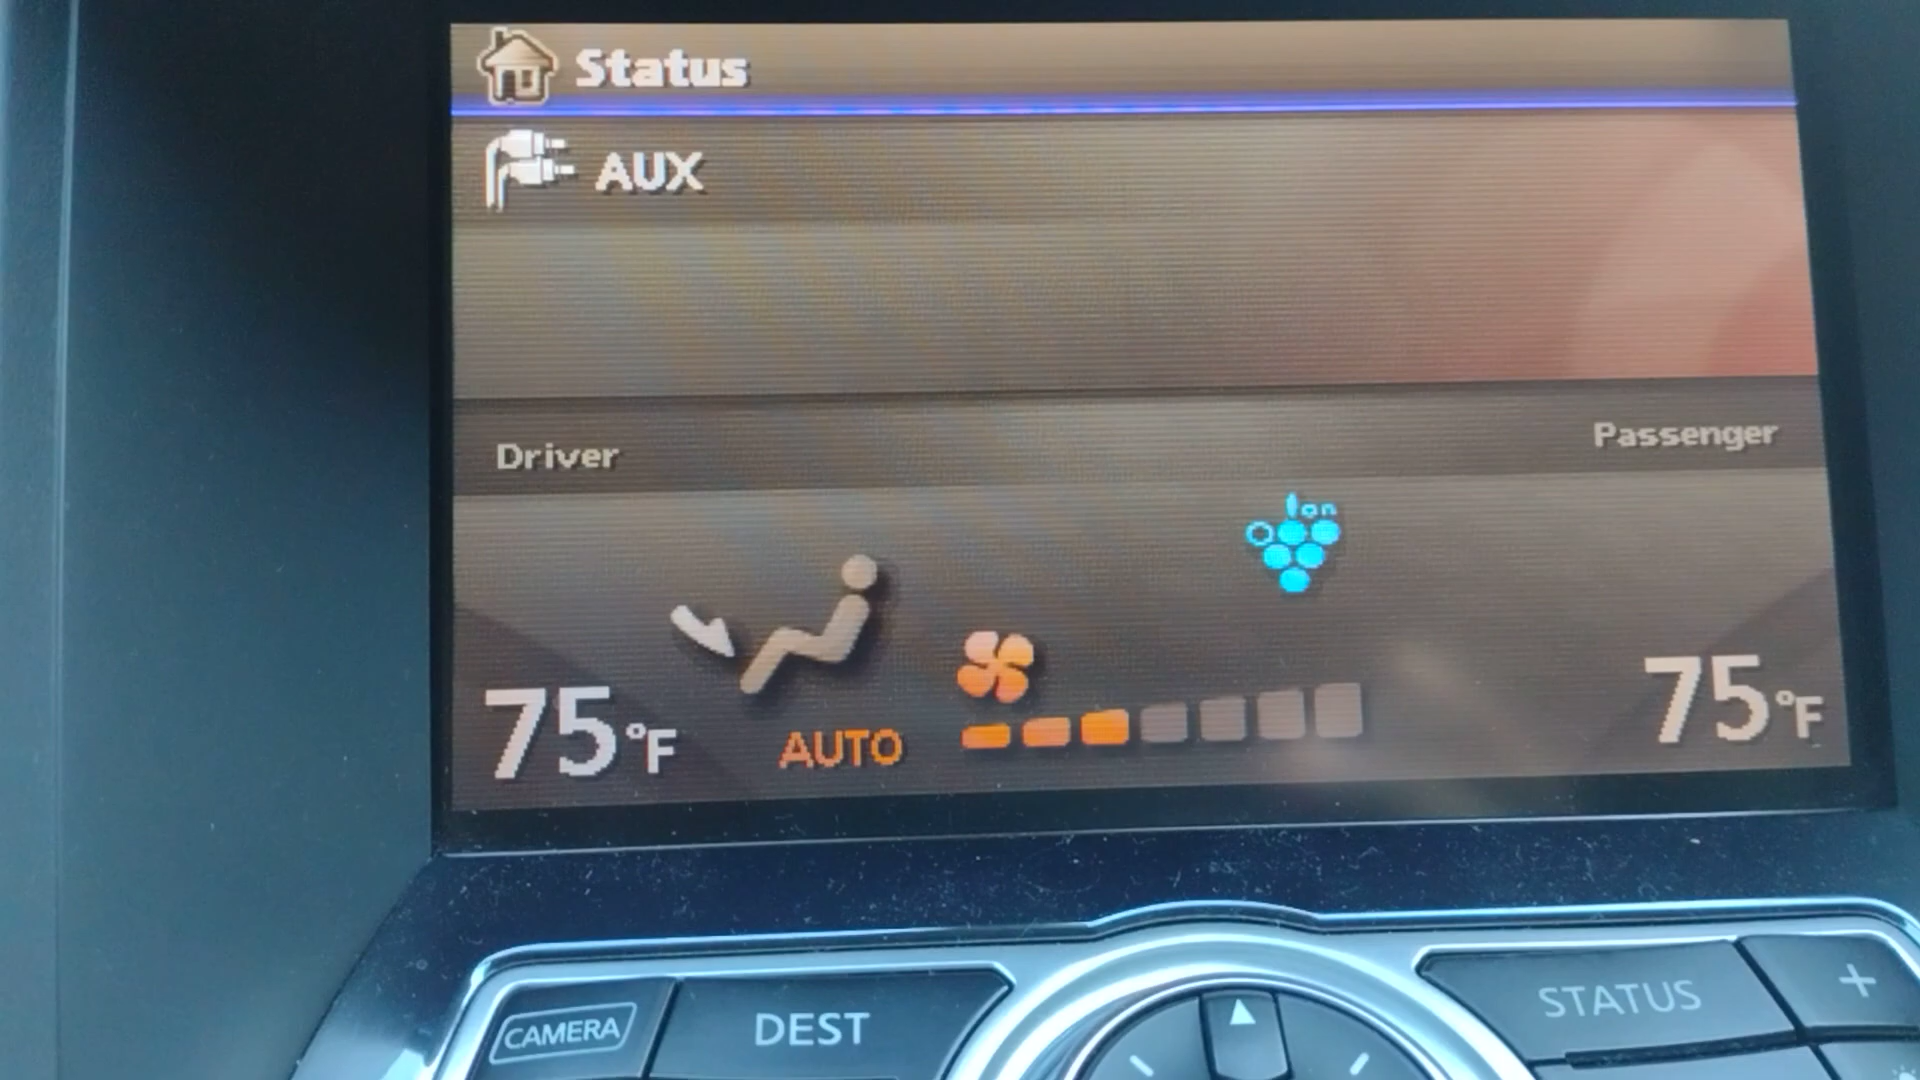 Status
AUX
Driver
Passenger
Ion
75°F
AUTO
75°F
CAMERA
DEST
STATUS
+